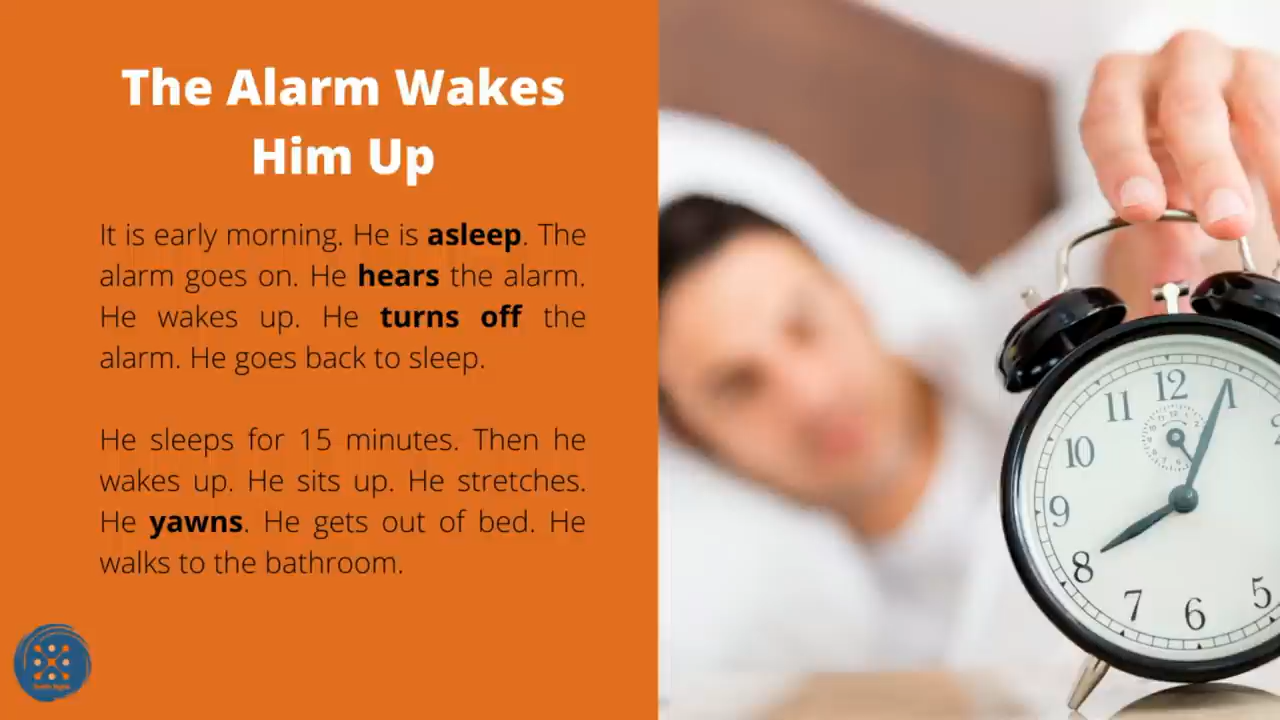 The Alarm Wakes
Him Up
It is early morning. He is asleep. The
alarm goes on. He hears the alarm.
He wakes up. He turns off the
alarm. He goes back to sleep.
He sleeps for 15 minutes. Then he
wakes up. He sits up. He stretches.
He yawns. He gets out of bed. He
walks to the bathroom.
12
1
11
10
9
8
7
6
5